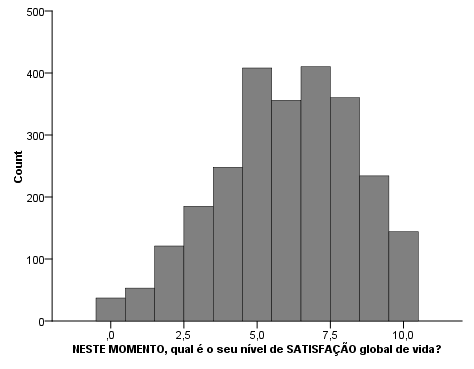 500
400
300
200
100
0
Count
,0 2,5 5,0 7,5 10,0
NESTE MOMENTO, qual é o seu nível de SATISFAÇÃO global de vida?